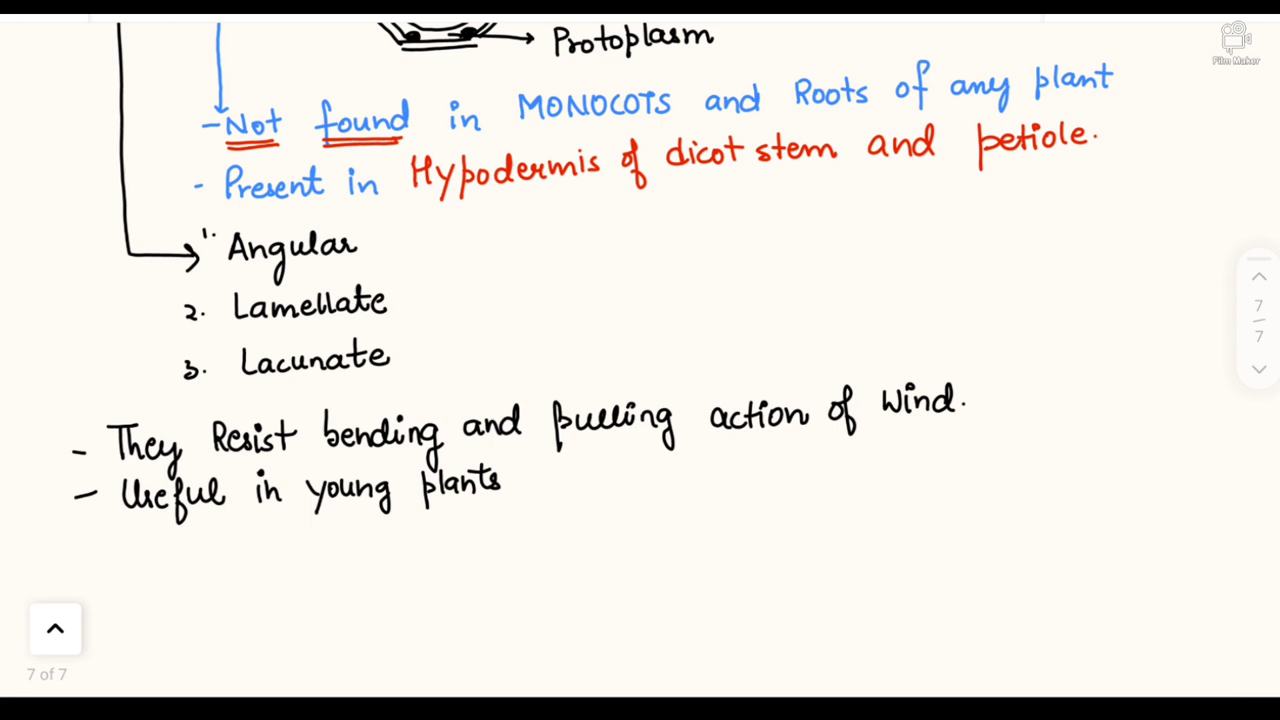 Protoplasm
Film Maker
- Not found in MONOCOTS and Roots of any plant
- Present in Hypodermis of dicot stem and petiole.
1. Angular
2. Lamellate
3. Lacunate
7
7
- They Resist bending and pulling action of wind.
- Useful in young plants
7 of 7